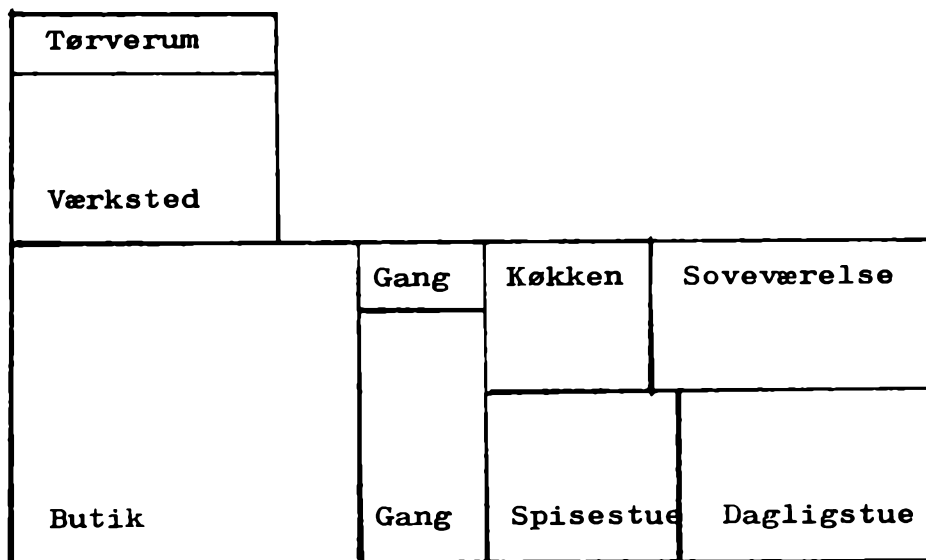 Tørverum
Værksted
Gang Køkken Soveværelse
Butik Gang Spisestue Dagligstue